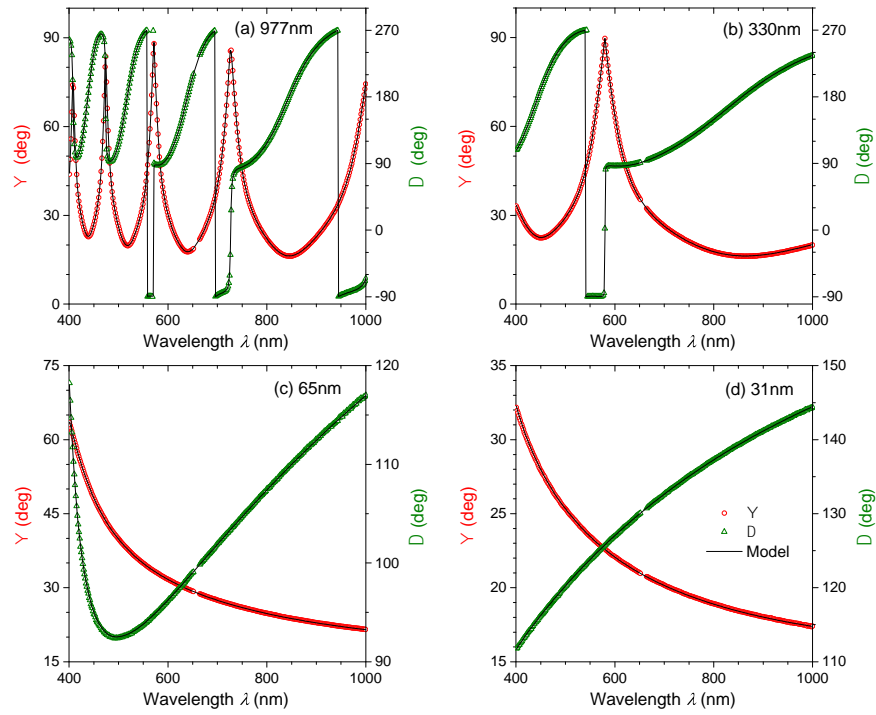 (a) 977nm
90
60
30
0
270
180
90
0
-90
400 600 800 1000
Y (deg)
D (deg)
Wavelength λ (nm)
(b) 330nm
90
60
30
0
270
180
90
0
-90
400 600 800 1000
Y (deg)
D (deg)
Wavelength λ (nm)
(c) 65nm
75
60
45
30
15
120
110
100
90
400 600 800 1000
Y (deg)
D (deg)
Wavelength λ (nm)
(d) 31nm
35
30
25
20
15
150
140
130
120
110
400 600 800 1000
Y (deg)
D (deg)
Wavelength λ (nm)
Y
D
Model